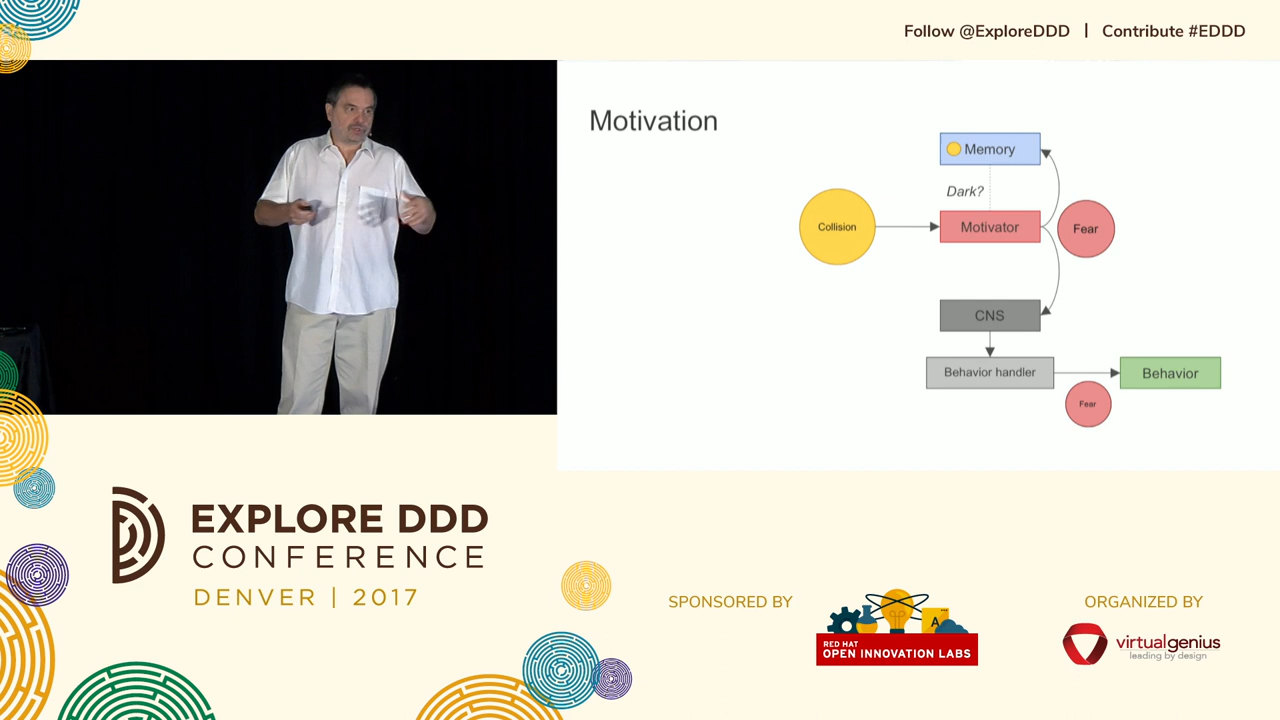 Follow @ExploreDDD | Contribute #EDDD
Motivation
Memory
Dark?
Collision
Motivator
Fear
CNS
Behavior handler
Behavior
Fear
EXPLORE DDD
CONFERENCE
DENVER | 2017
SPONSORED BY
A
RED HAT
OPEN INNOVATION LABS
ORGANIZED BY
virtualgenius
leading by design